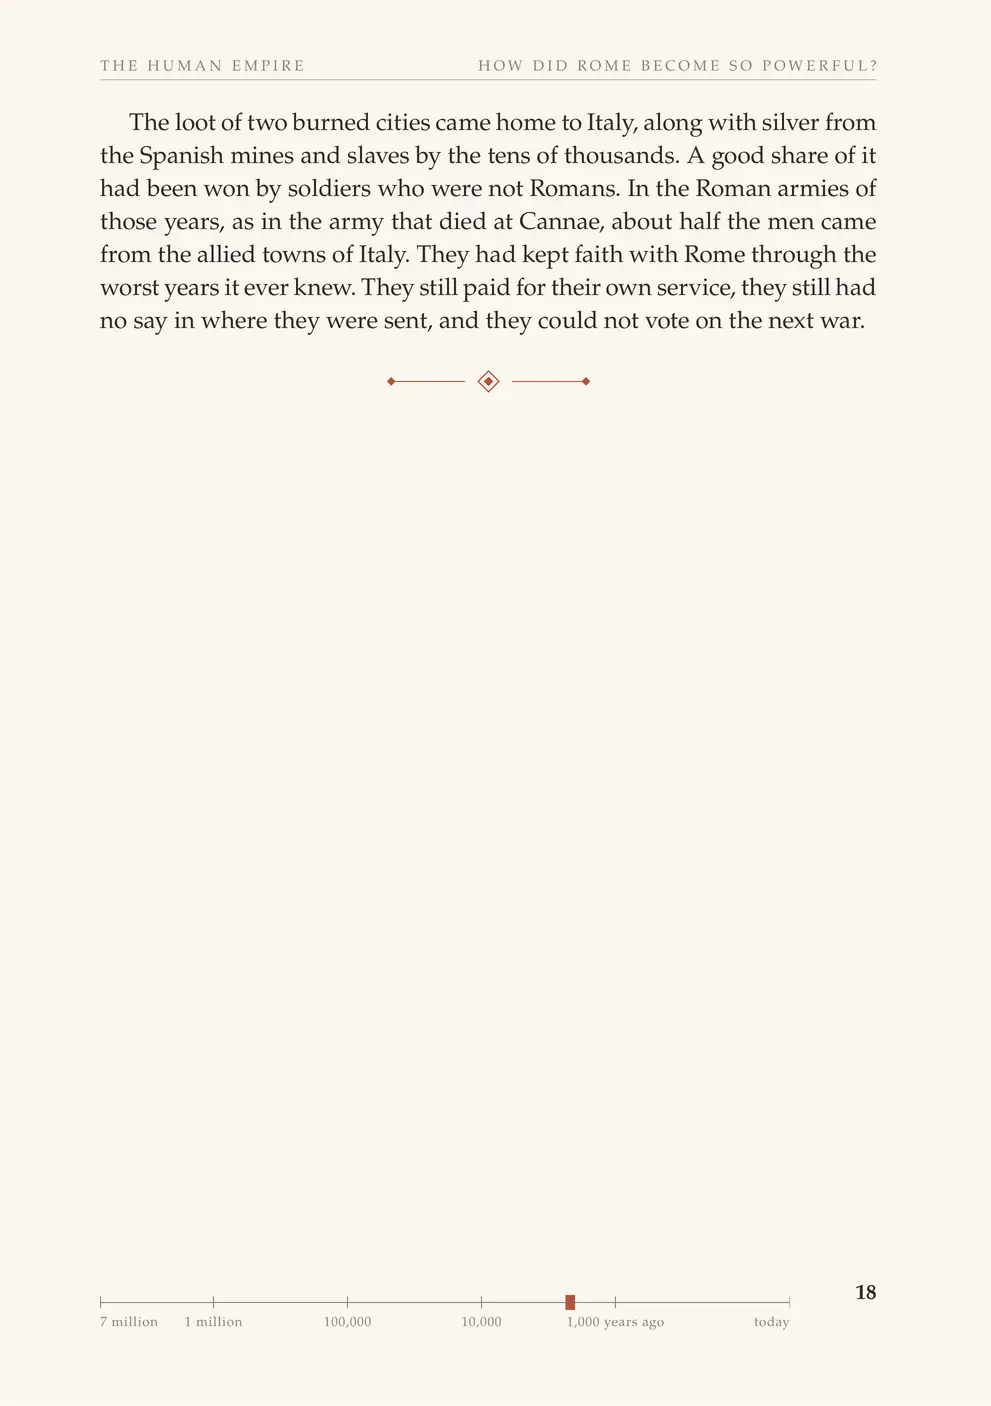 THE HUMAN EMPIRE
HOW DID ROME BECOME SO POWERFUL?
The loot of two burned cities came home to Italy, along with silver from
the Spanish mines and slaves by the tens of thousands. A good share of it
had been won by soldiers who were not Romans. In the Roman armies of
those years, as in the army that died at Cannae, about half the men came
from the allied towns of Italy. They had kept faith with Rome through the
worst years it ever knew. They still paid for their own service, they still had
no say in where they were sent, and they could not vote on the next war.
18
7 million 1 million 100,000 10,000 1,000 years ago today